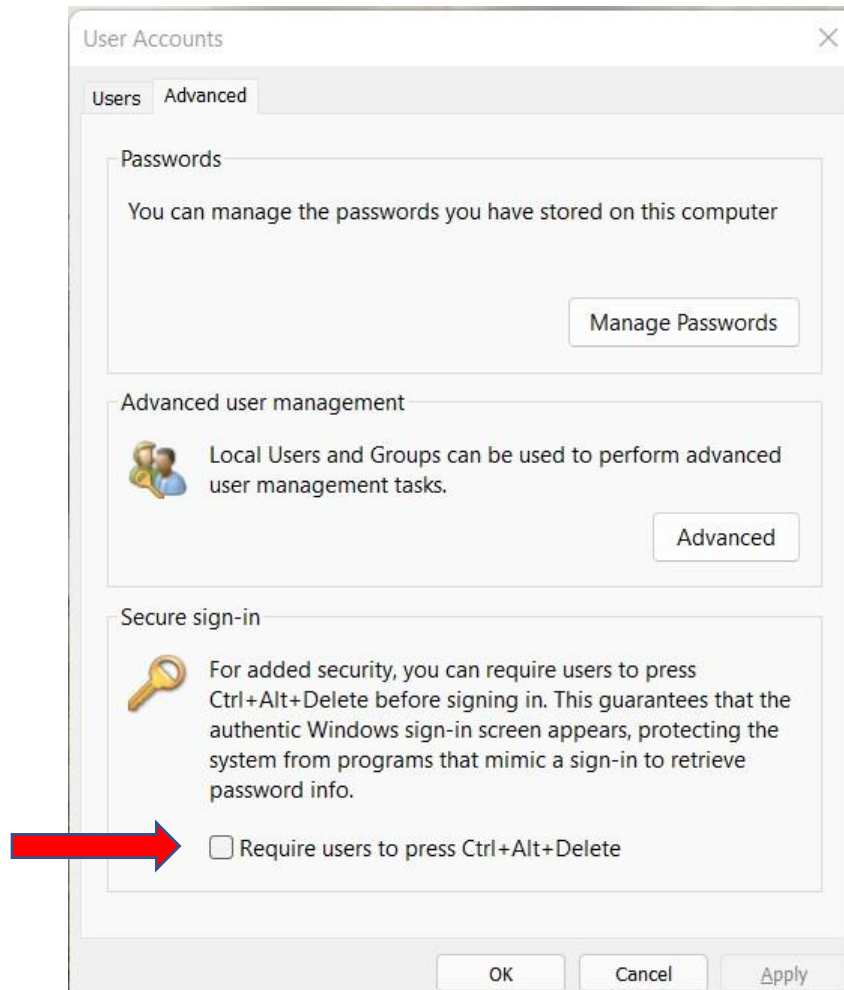 User Accounts
Users Advanced
Passwords
You can manage the passwords you have stored on this computer
Manage Passwords
Advanced user management
Local Users and Groups can be used to perform advanced
user management tasks.
Advanced
Secure sign-in
For added security, you can require users to press
Ctrl+Alt+Delete before signing in. This guarantees that the
authentic Windows sign-in screen appears, protecting the
system from programs that mimic a sign-in to retrieve
password info.
Require users to press Ctrl+Alt+Delete
OK Cancel Apply